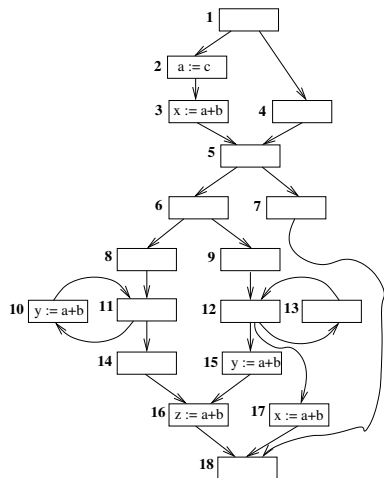 1
2 a := c
3 x := a+b 4
5
6 7
8 9
10 y := a+b 11 12 13
14 15 y := a+b
16 z := a+b 17 x := a+b
18